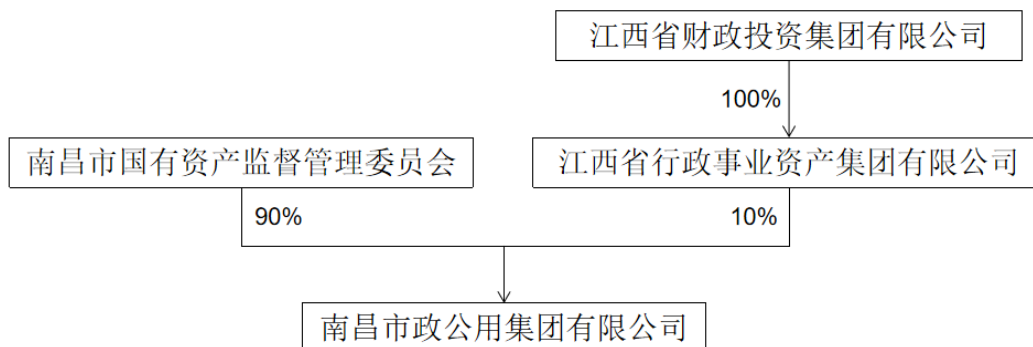 江西省财政投资集团有限公司
100%
南昌市国有资产监督管理委员会
江西省行政事业资产集团有限公司
90%
10%
南昌市政公用集团有限公司